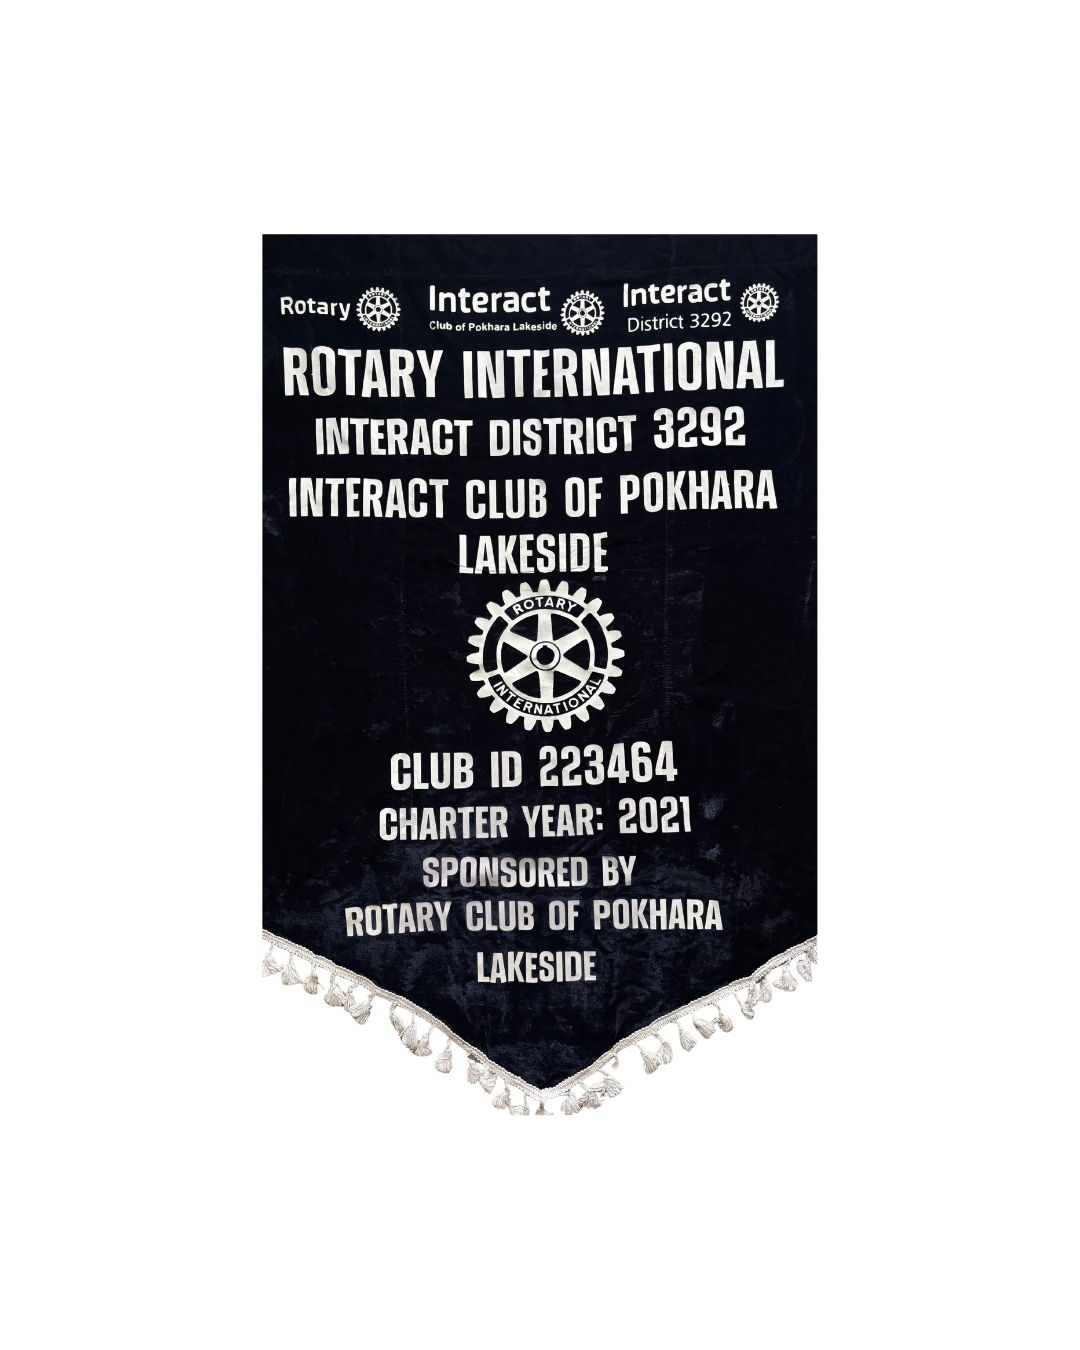 Rotary
Interact
Club of Pokhara Lakeside
Interact
District 3292
ROTARY INTERNATIONAL
INTERACT DISTRICT 3292
INTERACT CLUB OF POKHARA
LAKESIDE
ROTARY
INTERNATIONAL
CLUB ID 223464
CHARTER YEAR: 2021
SPONSORED BY
ROTARY CLUB OF POKHARA
LAKESIDE